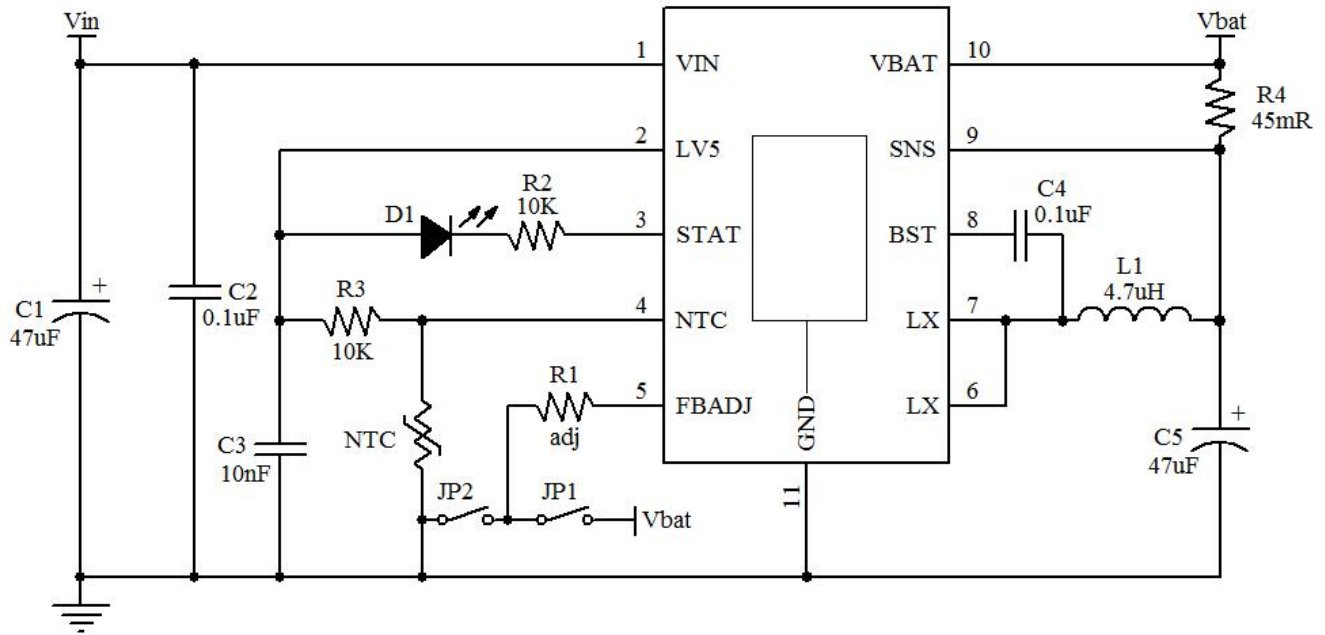 Vin
Vbat
1
VIN
VBAT
10
R4
45mR
2
LV5
SNS
9
R2
10K
D1
3
STAT
BST
8
C4
0.1uF
L1
4.7uH
C1
47uF
+
C2
0.1uF
R3
10K
4
NTC
LX
7
R1
adj
5
FBADJ
GND
LX
6
NTC
C3
10nF
C5
47uF
+
JP2
JP1
Vbat
11